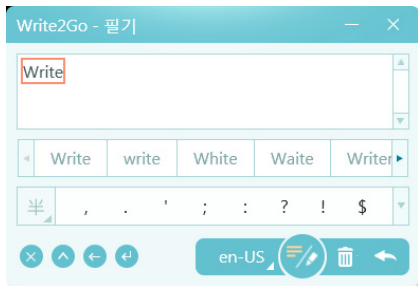 Write2Go - 필기
Write
Write write White Waite Writer
半 , . ' ; : ? ! $
en-US